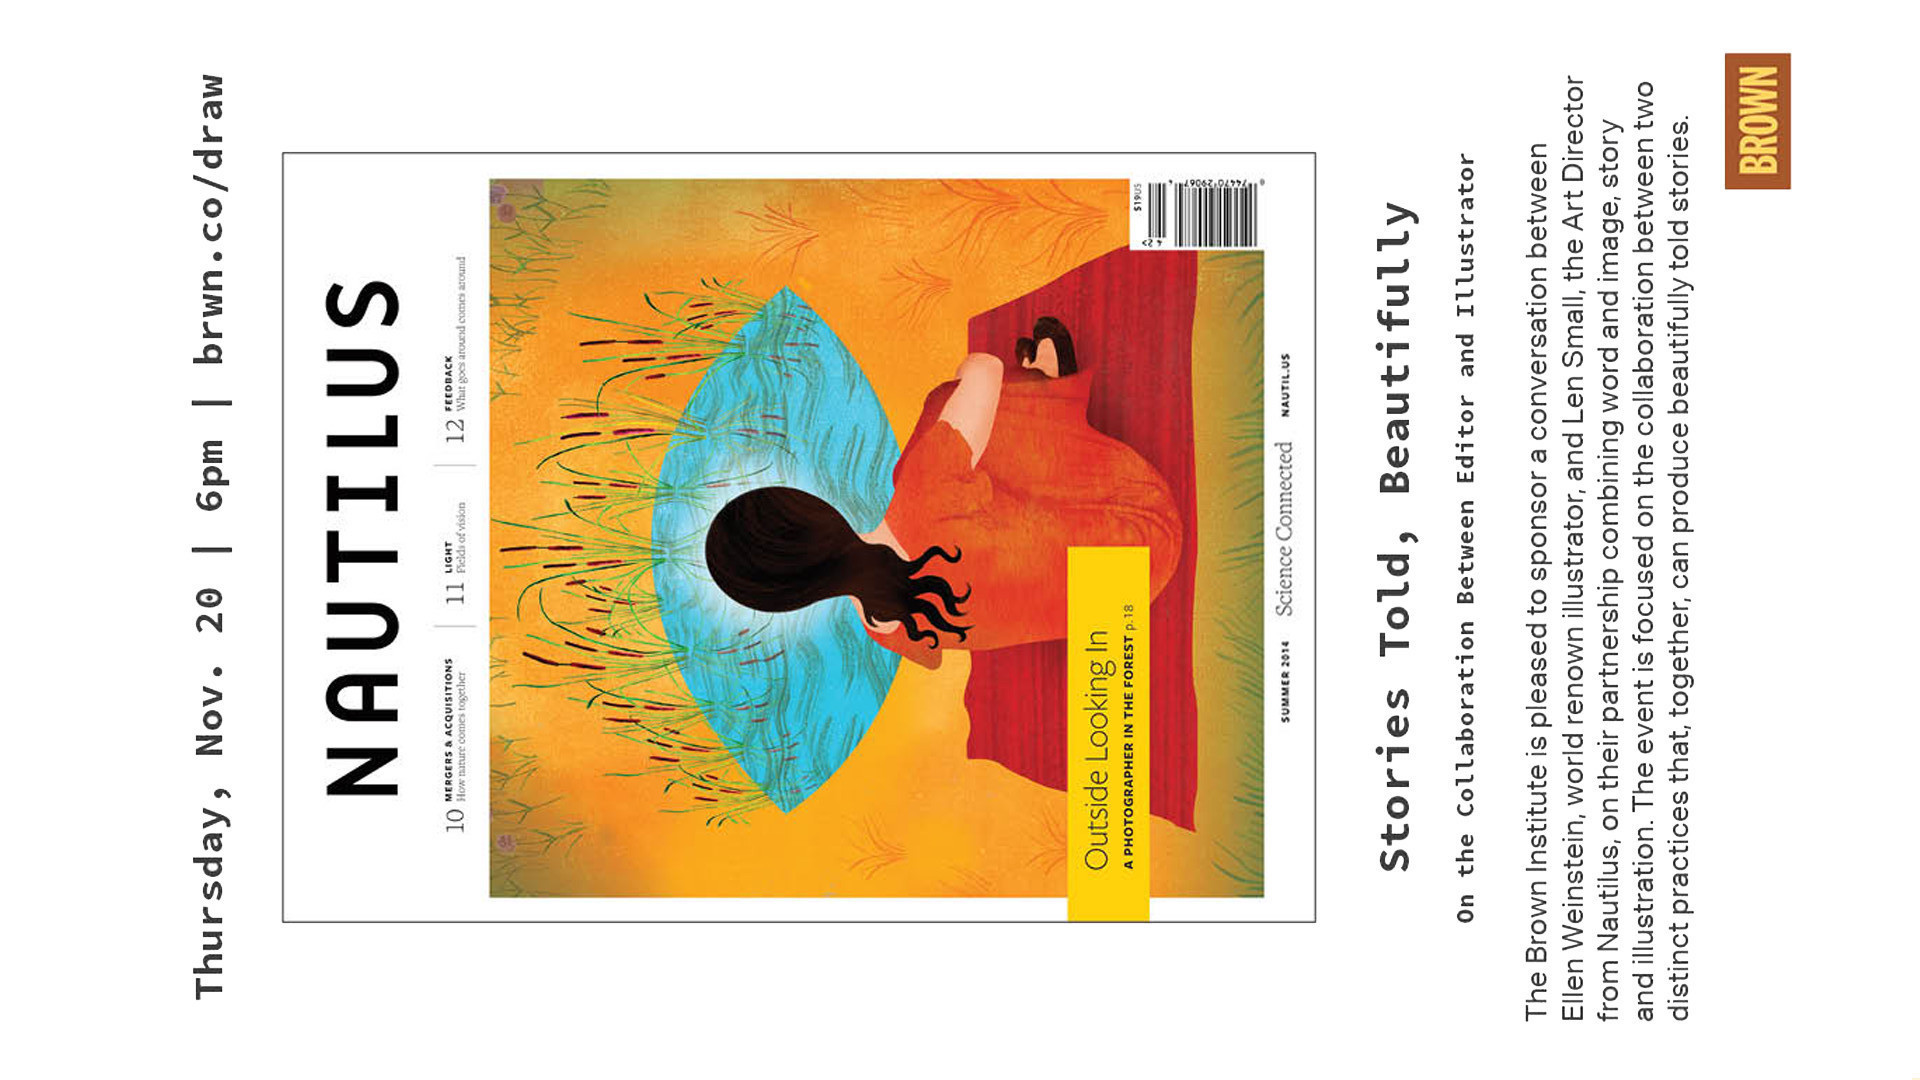 Thursday, Nov. 20 | 6pm | brwn.co/draw
NAUTILUS
10 MERGERS & ACQUISITIONS
How nature comes together
11 LIGHT
Fields of vision
12 FEEDBACK
What goes around comes around
$19US
42>
74470 29067
Outside Looking In
A PHOTOGRAPHER IN THE FOREST p. 18
SUMMER 2014 Science Connected NAUTIL.US
Stories Told, Beautifully
On the Collaboration Between Editor and Illustrator
The Brown Institute is pleased to sponsor a conversation between
Ellen Weinstein, world renown illustrator, and Len Small, the Art Director
from Nautilus, on their partnership combining word and image, story
and illustration. The event is focused on the collaboration between two
distinct practices that, together, can produce beautifully told stories.
BROWN